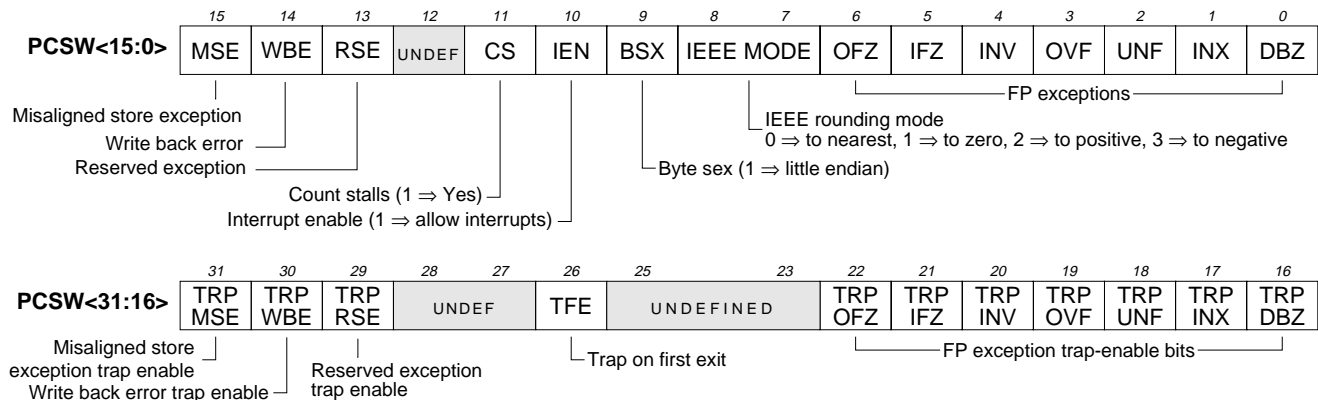 15 14 13 12 11 10 9 8 7 6 5 4 3 2 1 0
PCSW<15:0> MSE WBE RSE UNDEF CS IEN BSX IEEE MODE OFZ IFZ INV OVF UNF INX DBZ
Misaligned store exception
Write back error
Reserved exception
Count stalls (1 ⇒ Yes)
Interrupt enable (1 ⇒ allow interrupts)
FP exceptions
IEEE rounding mode
0 ⇒ to nearest, 1 ⇒ to zero, 2 ⇒ to positive, 3 ⇒ to negative
Byte sex (1 ⇒ little endian)
31 30 29 28 27 26 25 23 22 21 20 19 18 17 16
PCSW<31:16> TRP MSE TRP WBE TRP RSE UNDEF TFE UNDEFINED TRP OFZ TRP IFZ TRP INV TRP OVF TRP UNF TRP INX TRP DBZ
Misaligned store
exception trap enable
Write back error trap enable
Reserved exception
trap enable
Trap on first exit
FP exception trap-enable bits